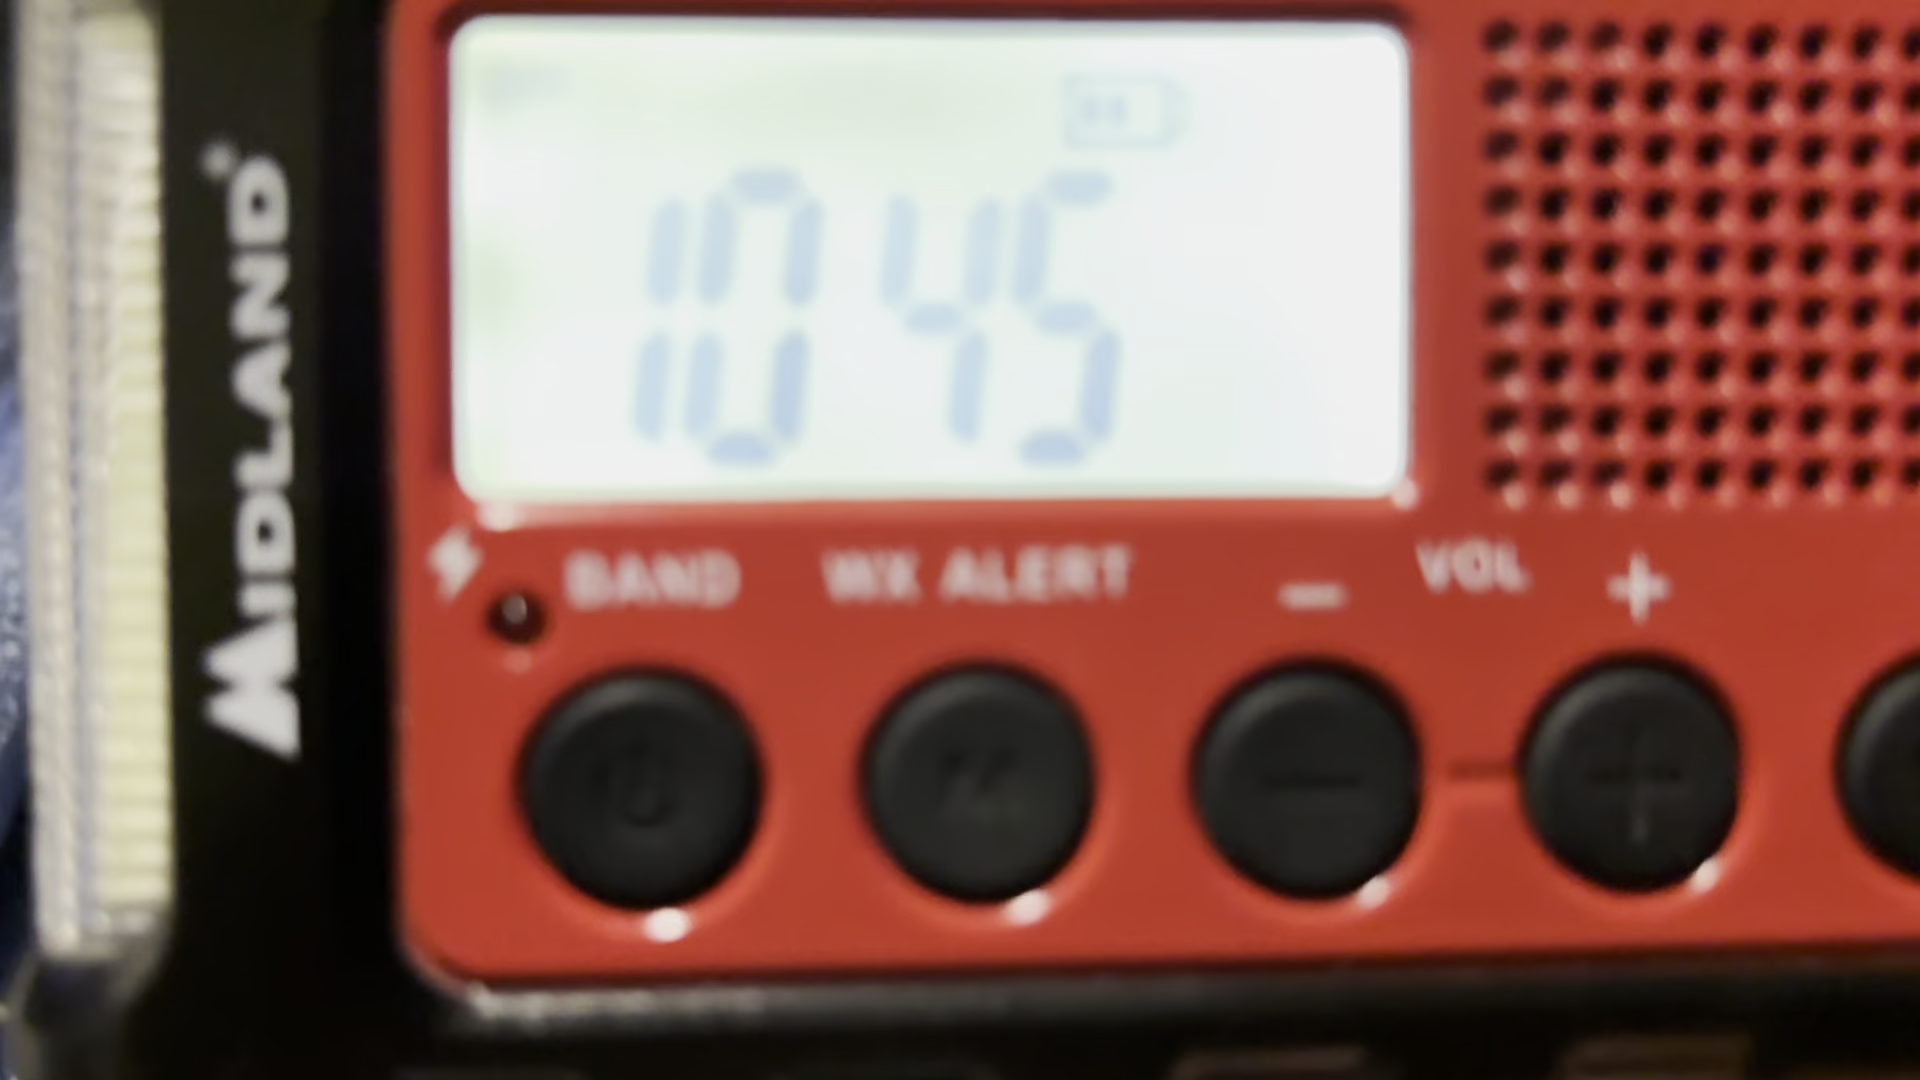 MIDLAND
1045
BAND
WX ALERT
− VOL +